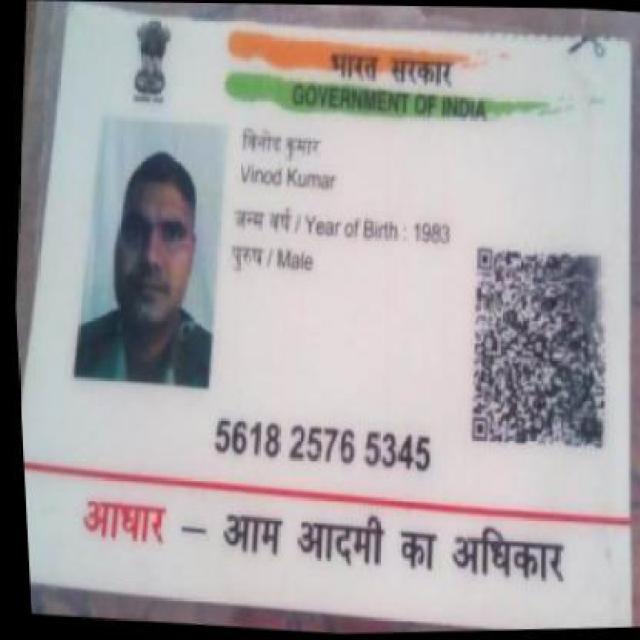 भारत सरकार
GOVERNMENT OF INDIA
विनोद कुमार
Vinod Kumar
जन्म वर्ष / Year of Birth : 1983
पुरुष / Male
5618 2576 5345
आधार – आम आदमी का अधिकार